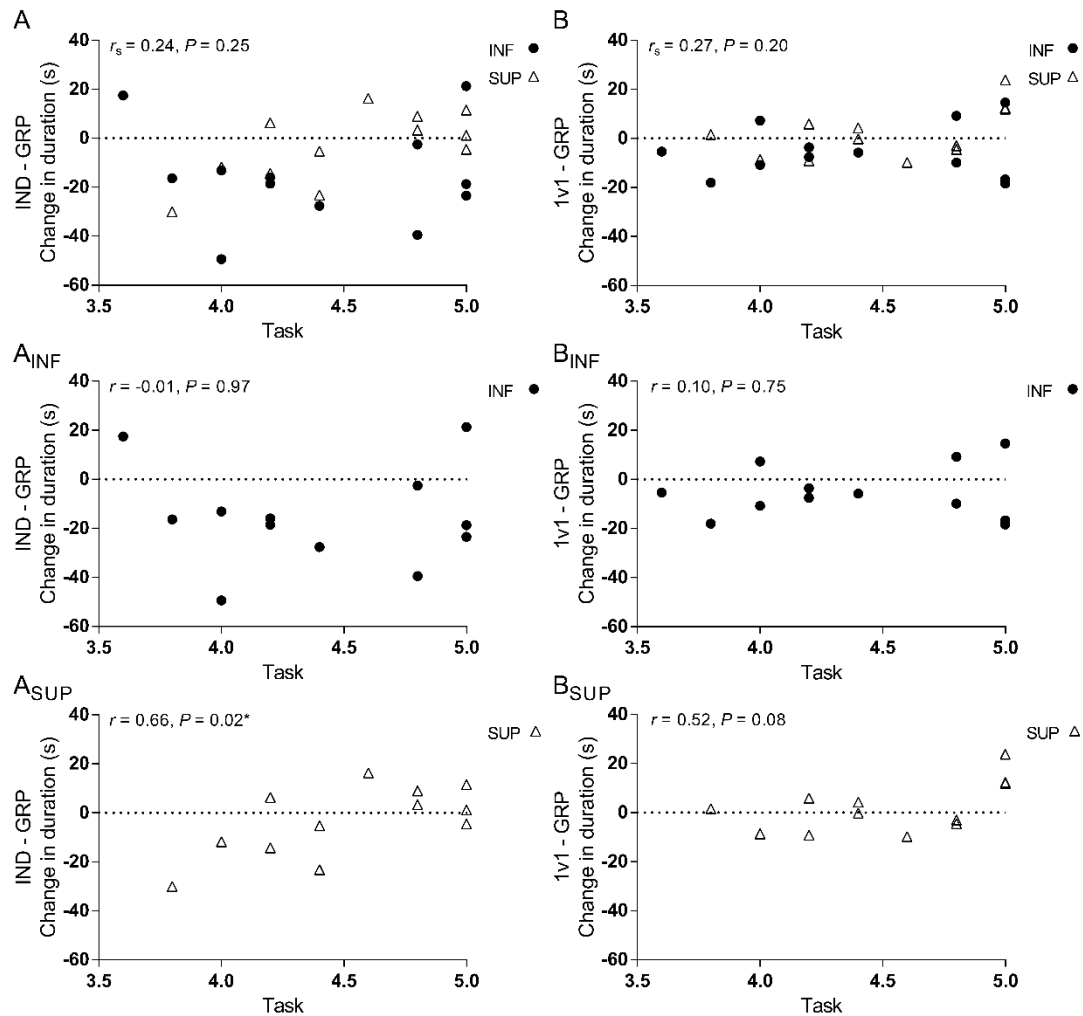 A
r_s = 0.24, P = 0.25
INF
SUP
IND - GRP
Change in duration (s)
40
20
0
-20
-40
-60
3.5 4.0 4.5 5.0
Task
B
r_s = 0.27, P = 0.20
INF
SUP
1v1 - GRP
Change in duration (s)
40
20
0
-20
-40
-60
3.5 4.0 4.5 5.0
Task
A_INF
r = -0.01, P = 0.97
INF
IND - GRP
Change in duration (s)
40
20
0
-20
-40
-60
3.5 4.0 4.5 5.0
Task
B_INF
r = 0.10, P = 0.75
INF
1v1 - GRP
Change in duration (s)
40
20
0
-20
-40
-60
3.5 4.0 4.5 5.0
Task
A_SUP
r = 0.66, P = 0.02*
SUP
IND - GRP
Change in duration (s)
40
20
0
-20
-40
-60
3.5 4.0 4.5 5.0
Task
B_SUP
r = 0.52, P = 0.08
SUP
1v1 - GRP
Change in duration (s)
40
20
0
-20
-40
-60
3.5 4.0 4.5 5.0
Task